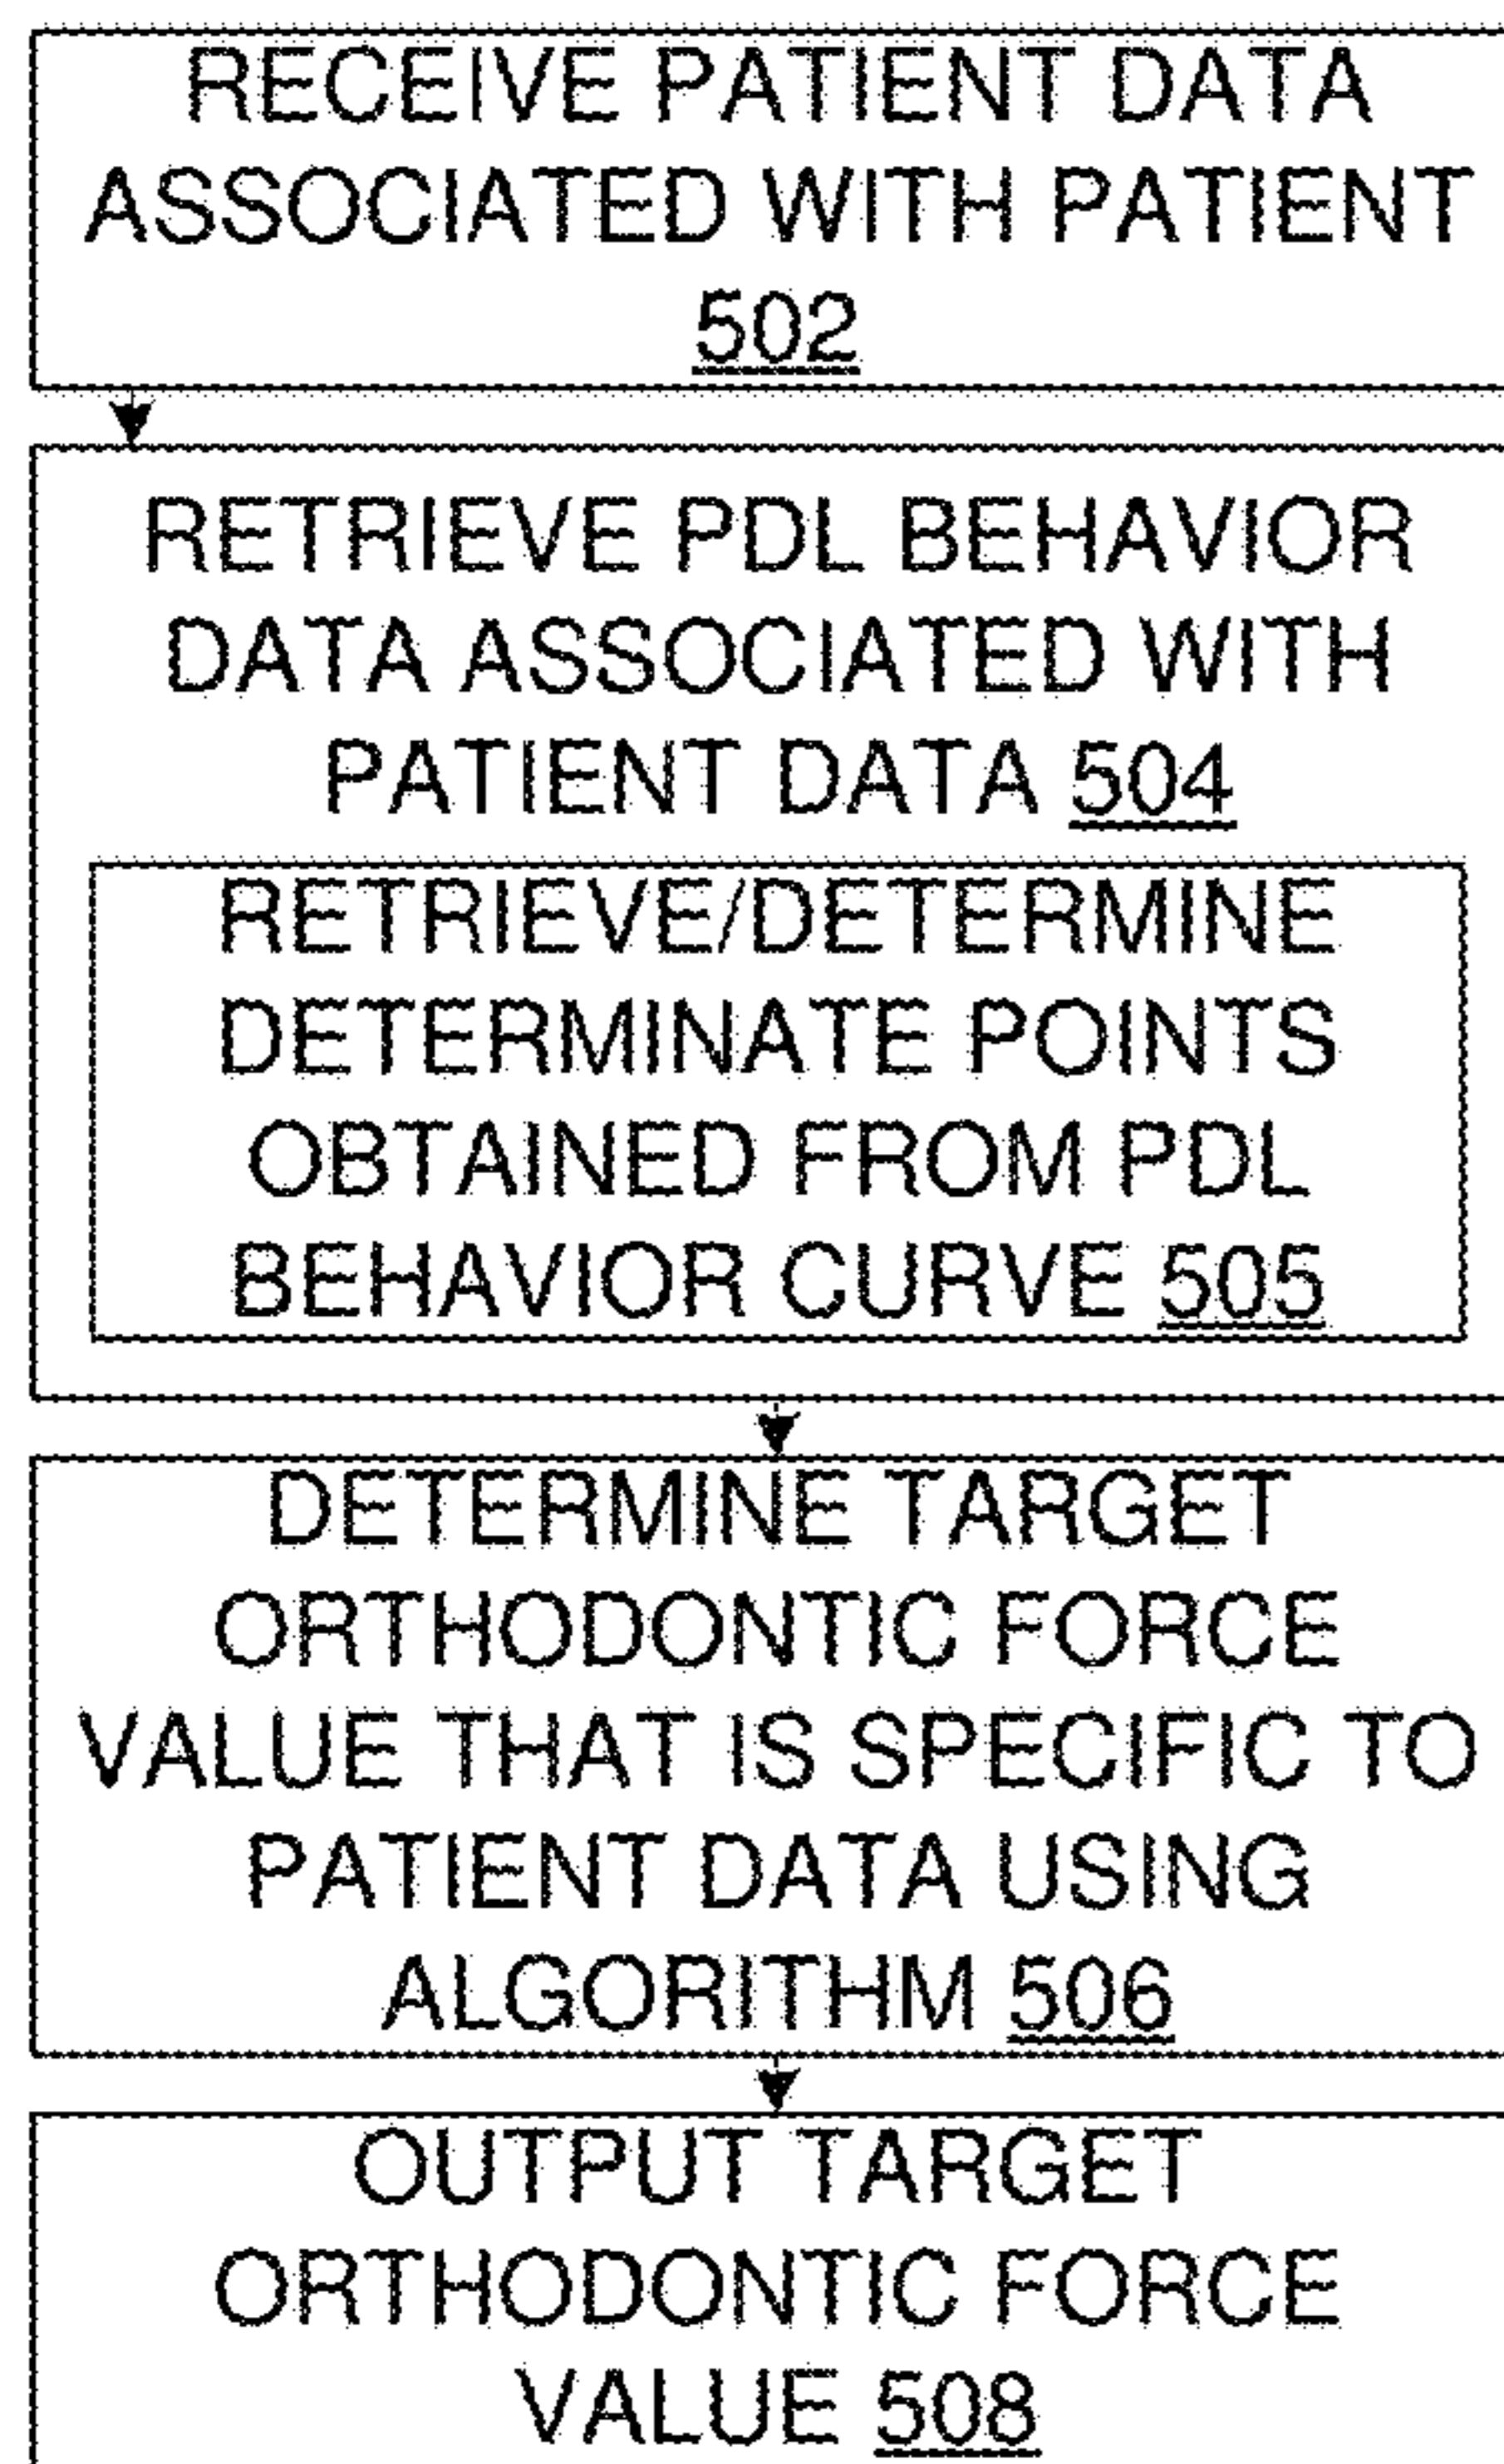 RECEIVE PATIENT DATA
ASSOCIATED WITH PATIENT
502
RETRIEVE PDL BEHAVIOR
DATA ASSOCIATED WITH
PATIENT DATA 504
RETRIEVE/DETERMINE
DETERMINATE POINTS
OBTAINED FROM PDL
BEHAVIOR CURVE 505
DETERMINE TARGET
ORTHODONTIC FORCE
VALUE THAT IS SPECIFIC TO
PATIENT DATA USING
ALGORITHM 506
OUTPUT TARGET
ORTHODONTIC FORCE
VALUE 508